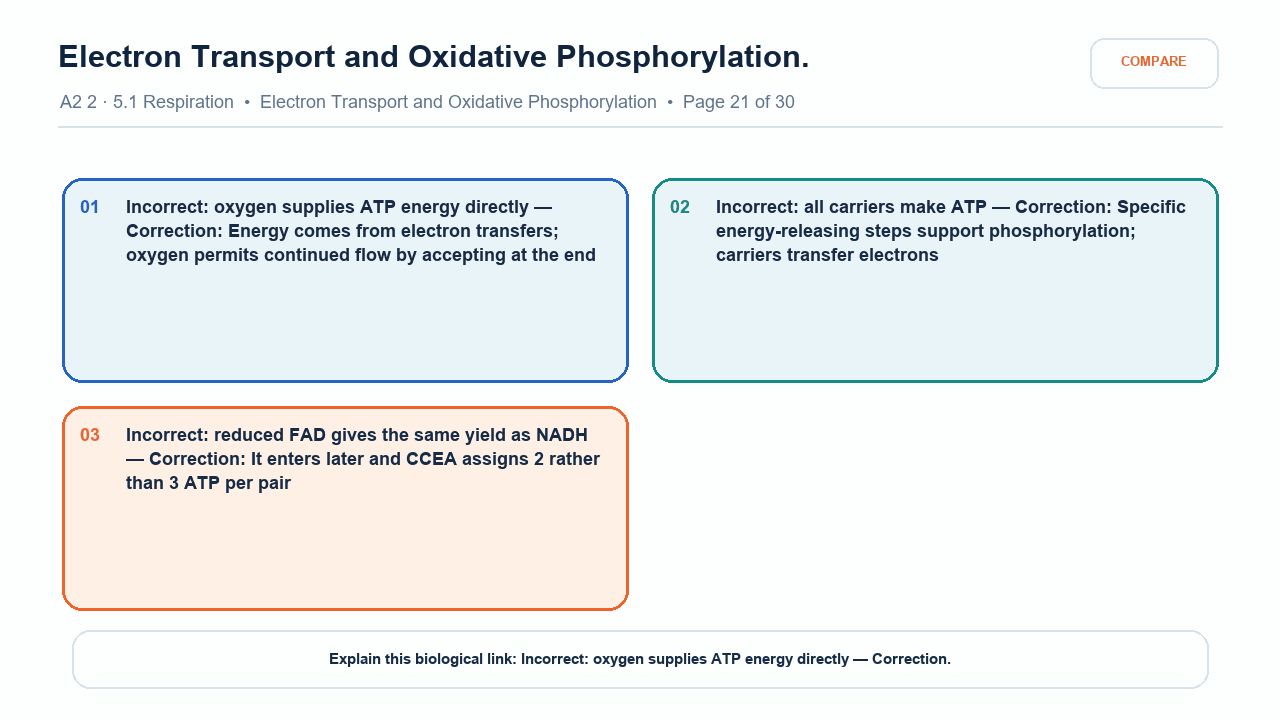 Electron Transport and Oxidative Phosphorylation.
COMPARE
A2 2 · 5.1 Respiration • Electron Transport and Oxidative Phosphorylation • Page 21 of 30
01 Incorrect: oxygen supplies ATP energy directly —
Correction: Energy comes from electron transfers;
oxygen permits continued flow by accepting at the end
02 Incorrect: all carriers make ATP — Correction: Specific
energy-releasing steps support phosphorylation;
carriers transfer electrons
03 Incorrect: reduced FAD gives the same yield as NADH
— Correction: It enters later and CCEA assigns 2 rather
than 3 ATP per pair
Explain this biological link: Incorrect: oxygen supplies ATP energy directly — Correction.